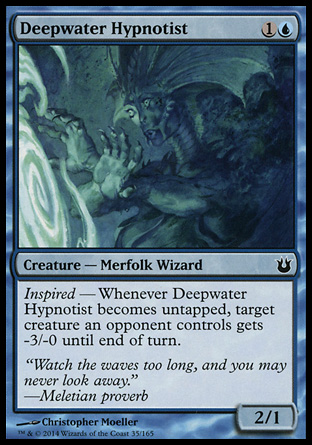 Deepwater Hypnotist 1
Creature — Merfolk Wizard
Inspired — Whenever Deepwater
Hypnotist becomes untapped, target
creature an opponent controls gets
-3/-0 until end of turn.
“Watch the waves too long, and you may
never look away.”
—Meletian proverb
Christopher Moeller
™ & © 2014 Wizards of the Coast 35/165
2/1